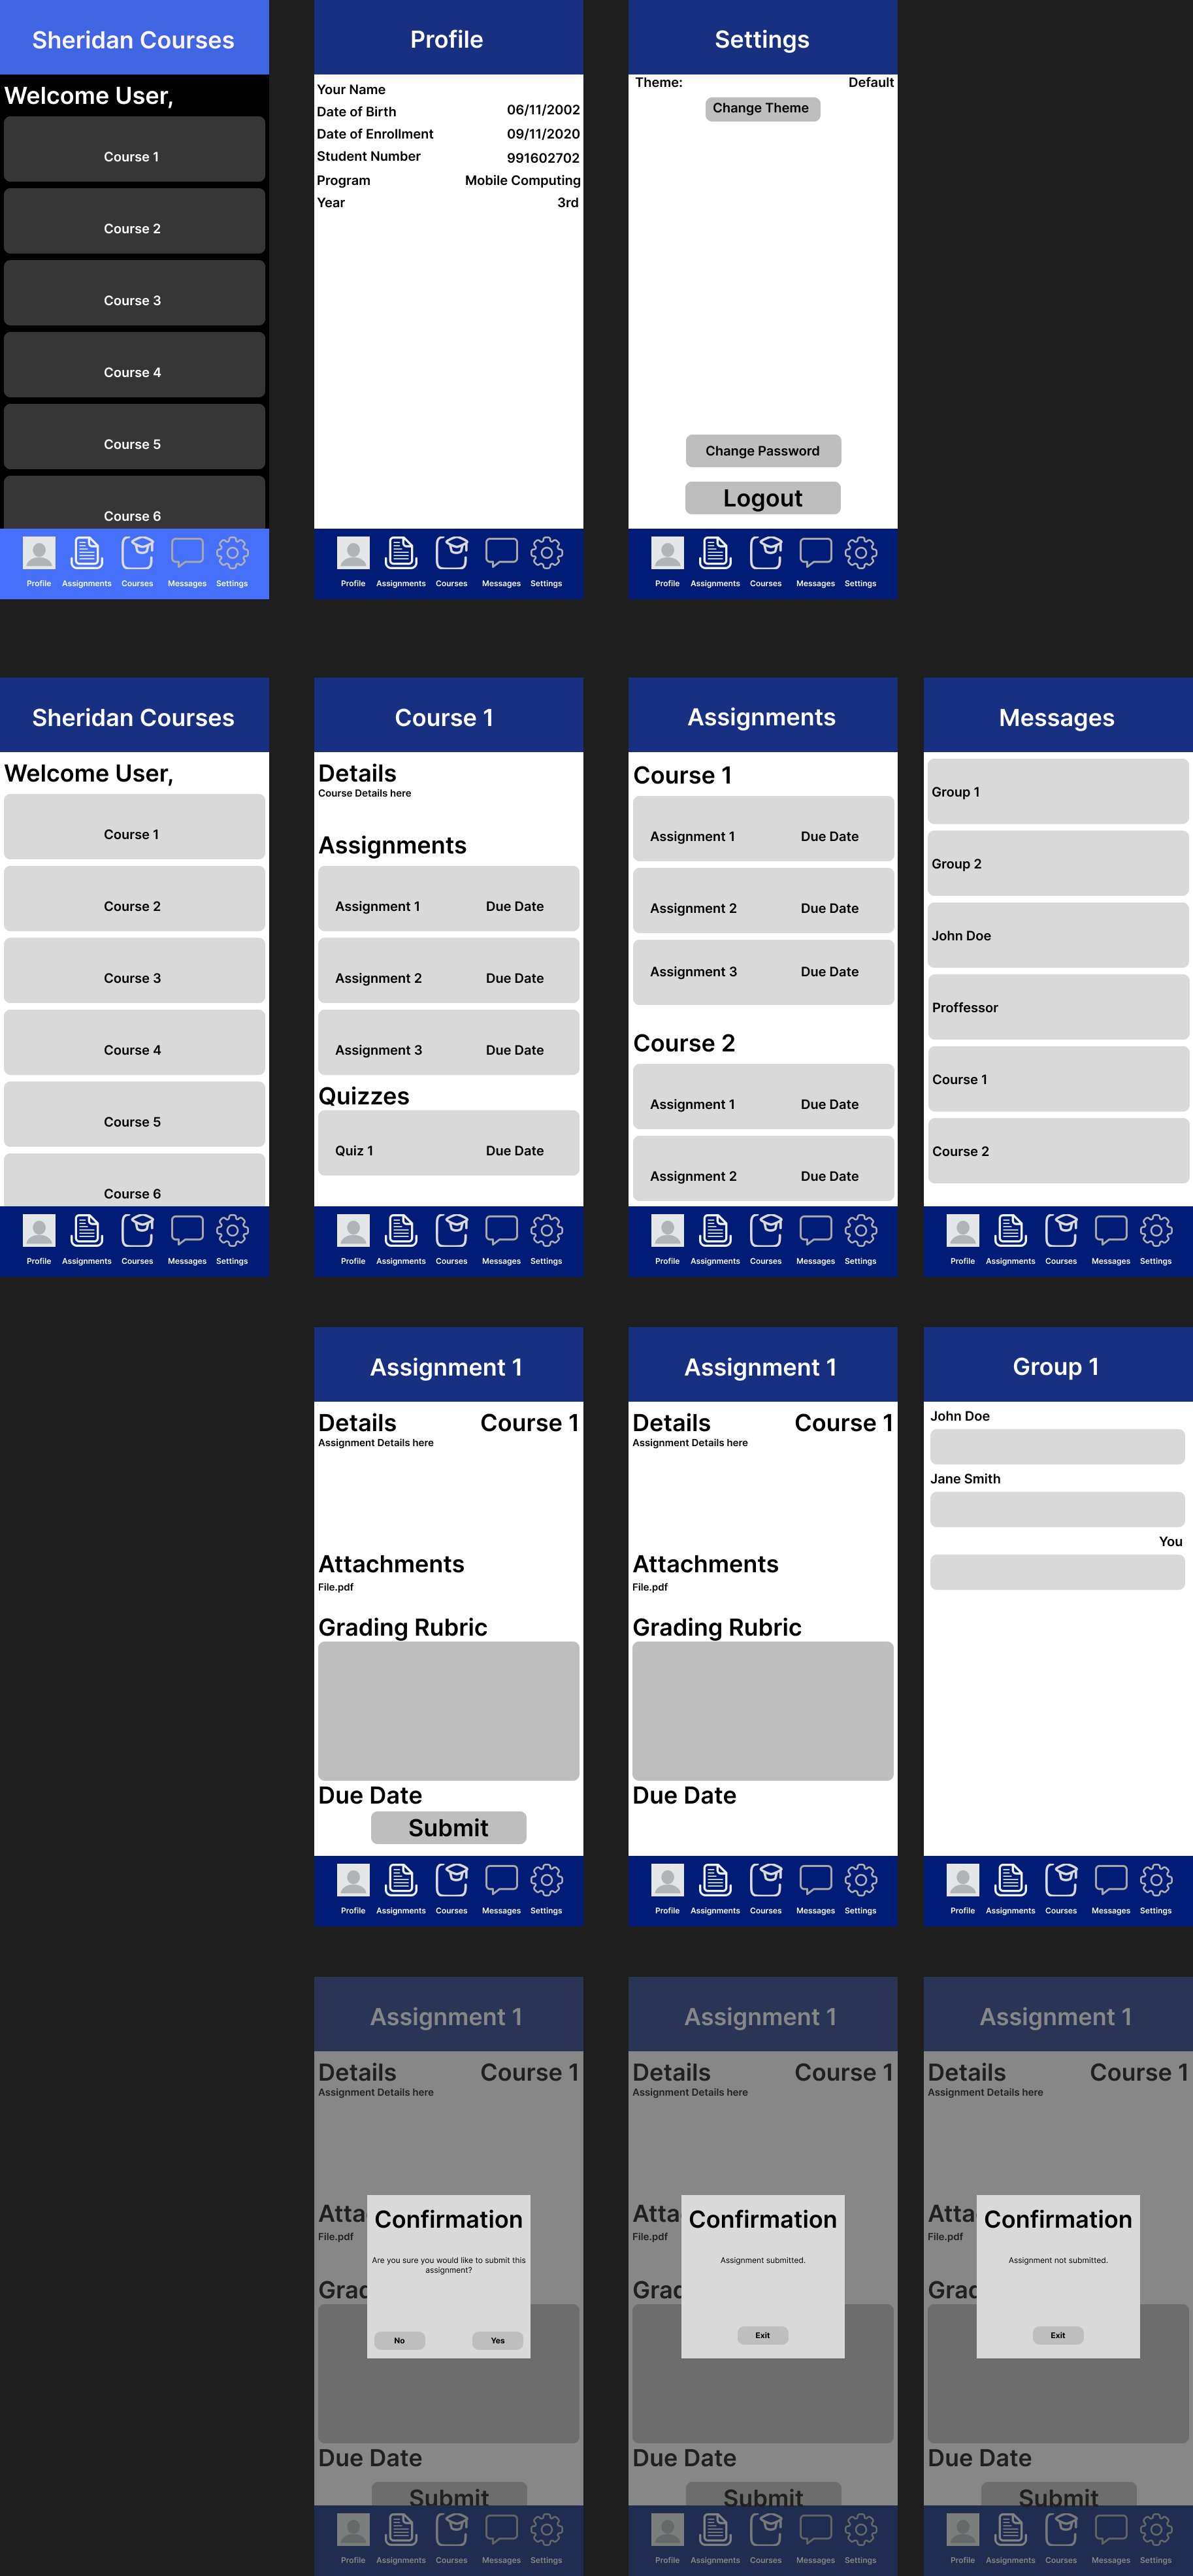 Sheridan Courses
Welcome User,
Course 1
Course 2
Course 3
Course 4
Course 5
Course 6
Profile
Assignments
Courses
Messages
Settings
Profile
Your Name
Date of Birth 06/11/2002
Date of Enrollment 09/11/2020
Student Number 991602702
Program Mobile Computing
Year 3rd
Profile
Assignments
Courses
Messages
Settings
Settings
Theme: Default
Change Theme
Change Password
Logout
Profile
Assignments
Courses
Messages
Settings
Sheridan Courses
Welcome User,
Course 1
Course 2
Course 3
Course 4
Course 5
Course 6
Profile
Assignments
Courses
Messages
Settings
Course 1
Details
Course Details here
Assignments
Assignment 1 Due Date
Assignment 2 Due Date
Assignment 3 Due Date
Quizzes
Quiz 1 Due Date
Profile
Assignments
Courses
Messages
Settings
Assignments
Course 1
Assignment 1 Due Date
Assignment 2 Due Date
Assignment 3 Due Date
Course 2
Assignment 1 Due Date
Assignment 2 Due Date
Profile
Assignments
Courses
Messages
Settings
Messages
Group 1
Group 2
John Doe
Proffessor
Course 1
Course 2
Profile
Assignments
Courses
Messages
Settings
Assignment 1
Details Course 1
Assignment Details here
Attachments
File.pdf
Grading Rubric
Due Date
Submit
Profile
Assignments
Courses
Messages
Settings
Assignment 1
Details Course 1
Assignment Details here
Attachments
File.pdf
Grading Rubric
Due Date
Profile
Assignments
Courses
Messages
Settings
Group 1
John Doe
Jane Smith
You
Profile
Assignments
Courses
Messages
Settings
Assignment 1
Details Course 1
Assignment Details here
Atta
File.pdf
Grad
Confirmation
Are you sure you would like to submit this
assignment?
No
Yes
Due Date
Submit
Profile
Assignments
Courses
Messages
Settings
Assignment 1
Details Course 1
Assignment Details here
Atta
File.pdf
Grad
Confirmation
Assignment submitted.
Exit
Due Date
Submit
Profile
Assignments
Courses
Messages
Settings
Assignment 1
Details Course 1
Assignment Details here
Atta
File.pdf
Grad
Confirmation
Assignment not submitted.
Exit
Due Date
Submit
Profile
Assignments
Courses
Messages
Settings